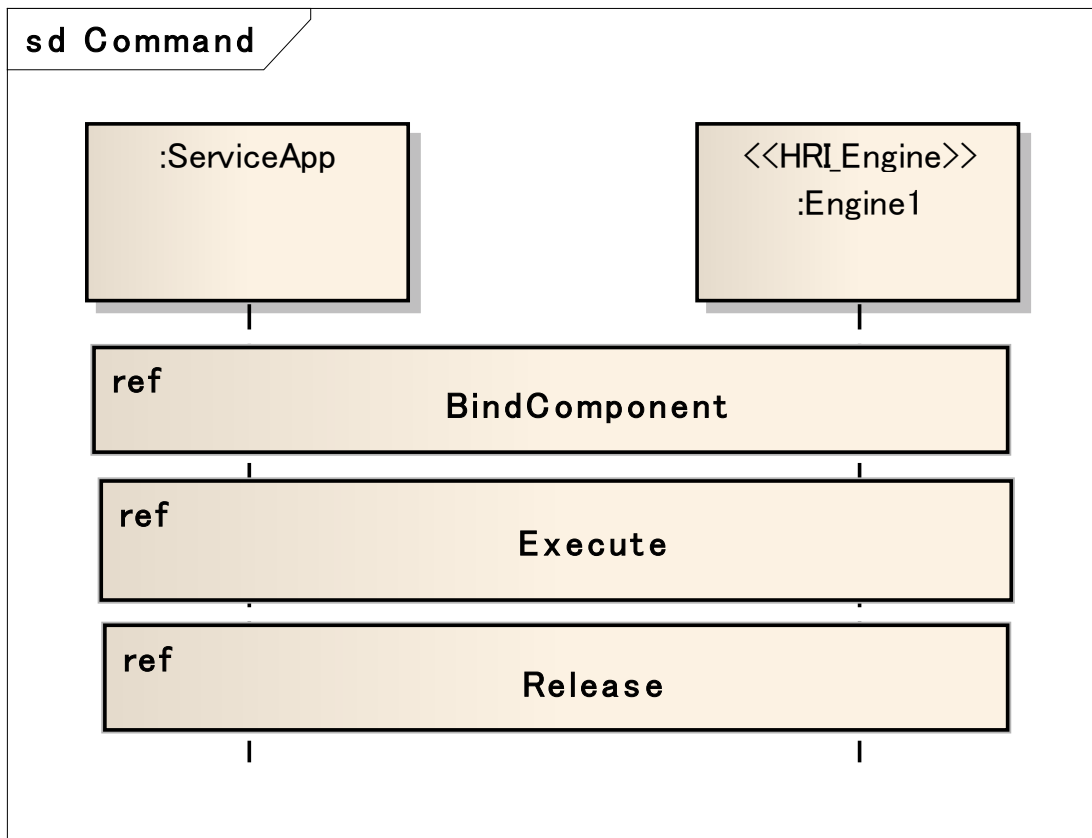 sd Command
:ServiceApp
<<HRI_Engine>>
:Engine1
ref
BindComponent
ref
Execute
ref
Release